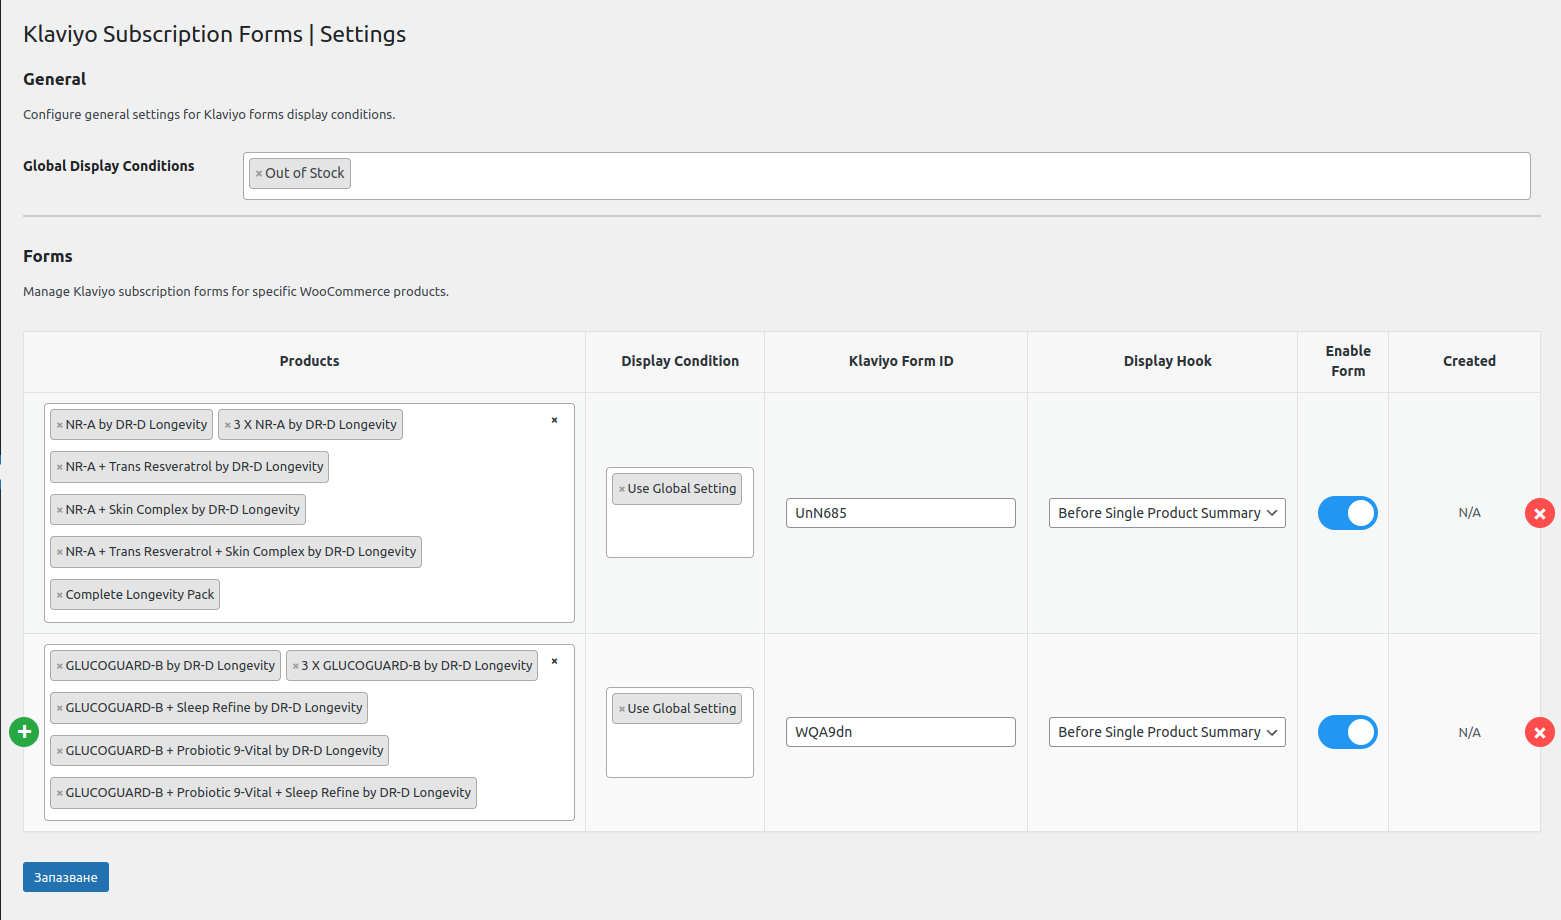 Klaviyo Subscription Forms | Settings
General
Configure general settings for Klaviyo forms display conditions.
Global Display Conditions
× Out of Stock
Forms
Manage Klaviyo subscription forms for specific WooCommerce products.
Products Display Condition Klaviyo Form ID Display Hook Enable Form Created
× NR-A by DR-D Longevity × 3 X NR-A by DR-D Longevity ×
× NR-A + Trans Resveratrol by DR-D Longevity
× NR-A + Skin Complex by DR-D Longevity
× NR-A + Trans Resveratrol + Skin Complex by DR-D Longevity
× Complete Longevity Pack
× Use Global Setting
UnN685
Before Single Product Summary
N/A
× GLUCOGUARD-B by DR-D Longevity × 3 X GLUCOGUARD-B by DR-D Longevity ×
× GLUCOGUARD-B + Sleep Refine by DR-D Longevity
× GLUCOGUARD-B + Probiotic 9-Vital by DR-D Longevity
× GLUCOGUARD-B + Probiotic 9-Vital + Sleep Refine by DR-D Longevity
× Use Global Setting
WQA9dn
Before Single Product Summary
N/A
Запазване